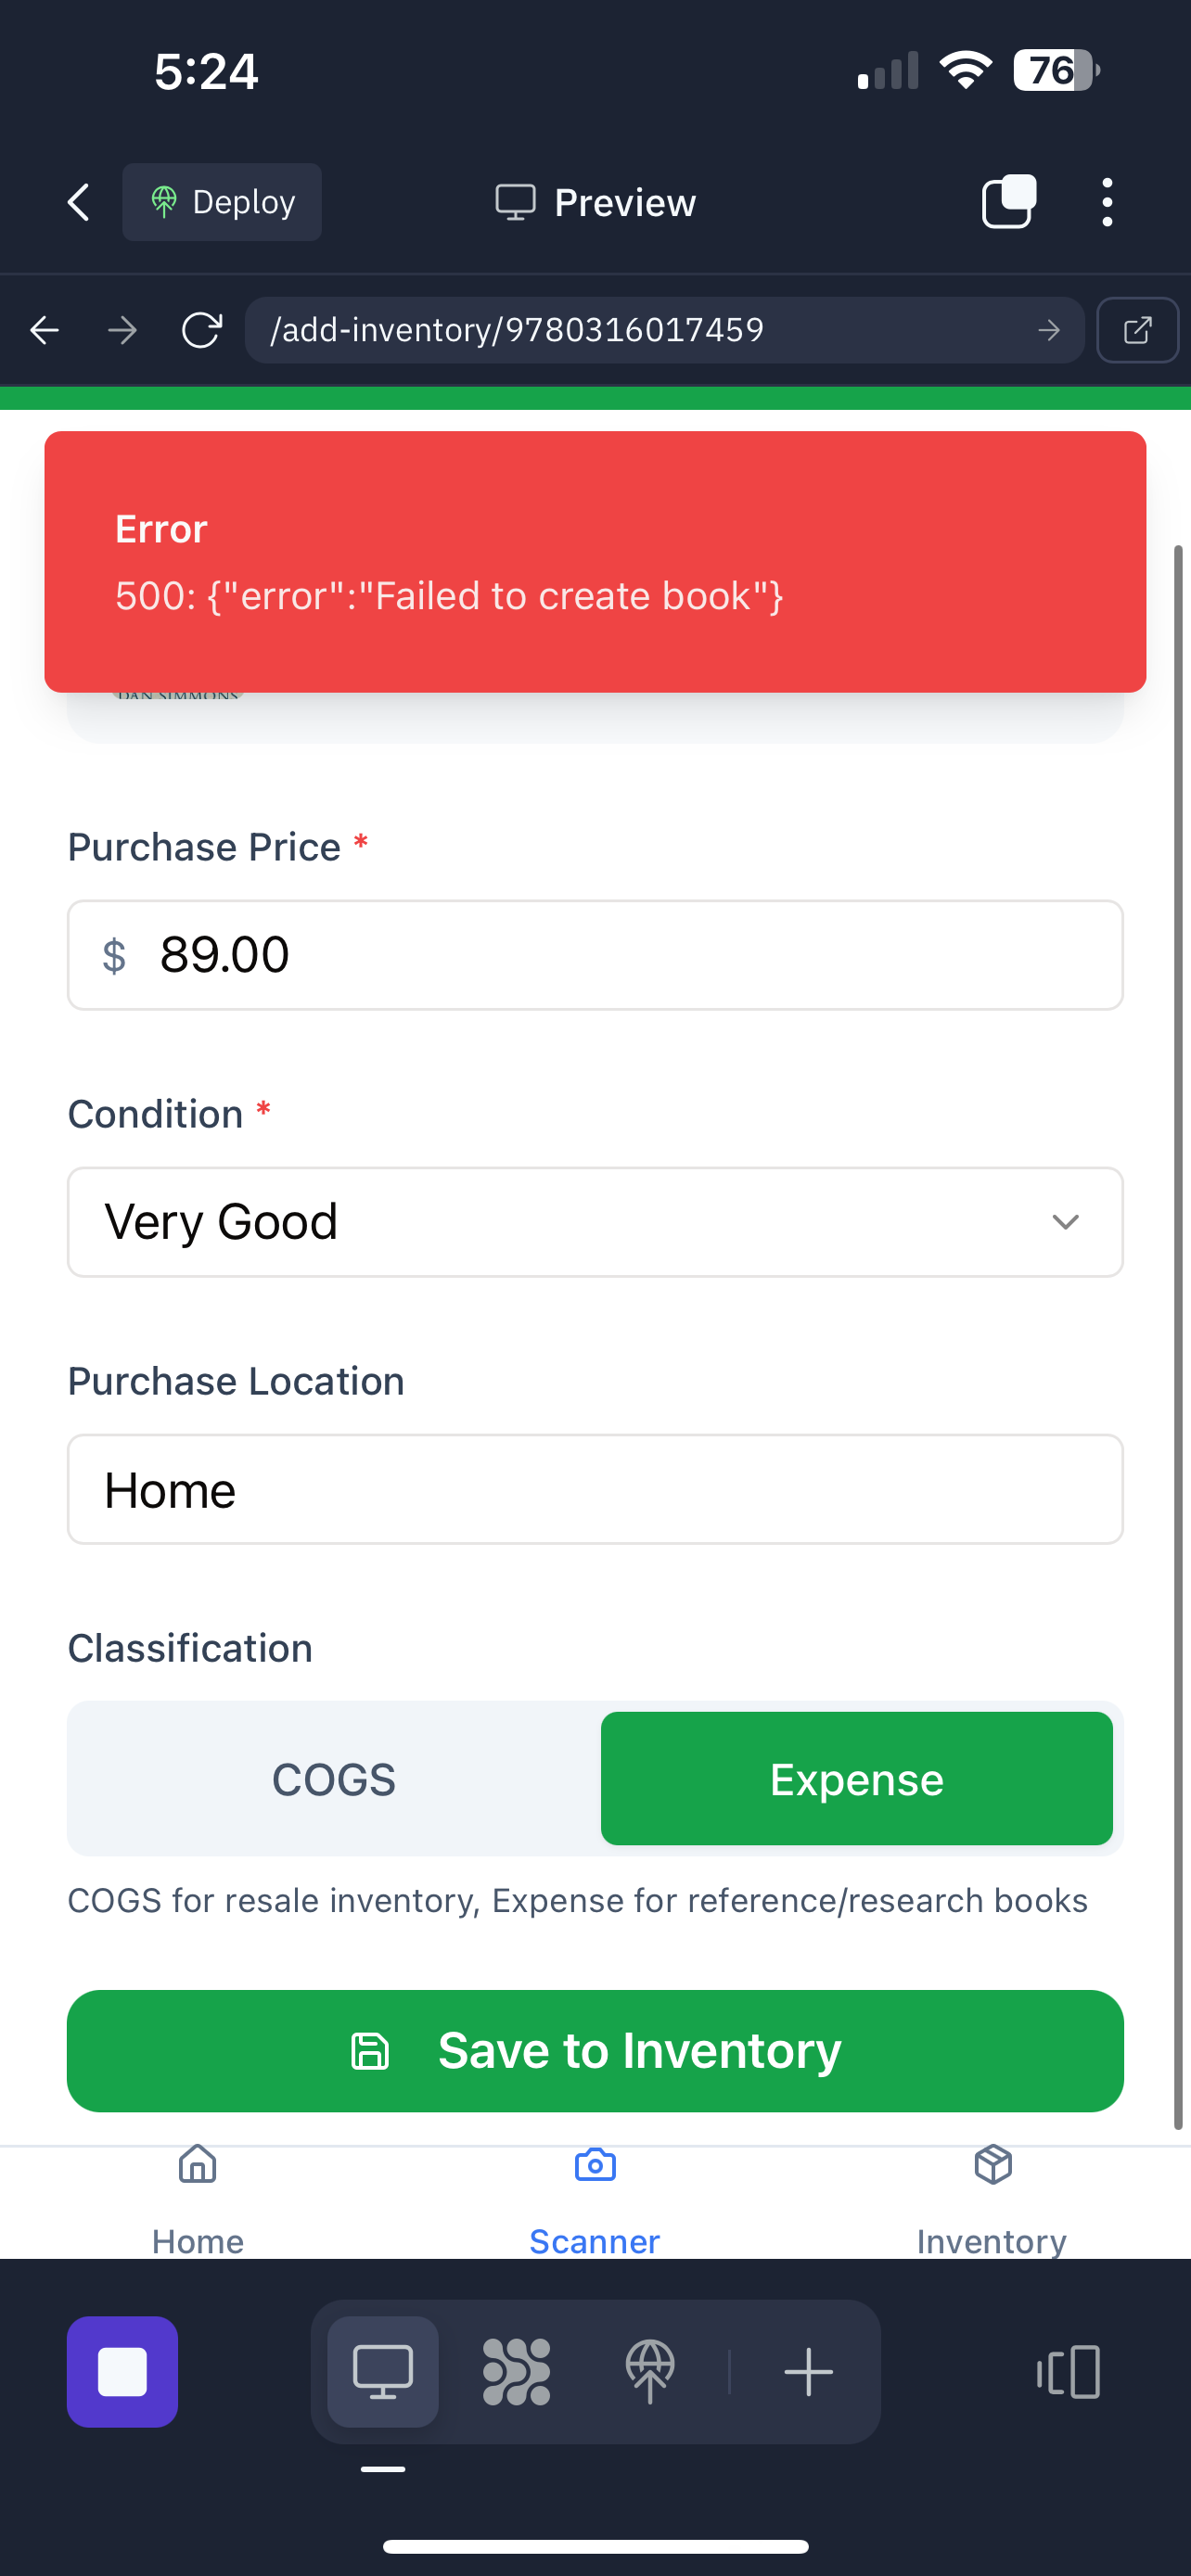 5:24
76
Deploy
Preview
/add-inventory/9780316017459
Error
500: {"error":"Failed to create book"}
DAN SIMMONS
Purchase Price *
$ 89.00
Condition *
Very Good
Purchase Location
Home
Classification
COGS
Expense
COGS for resale inventory, Expense for reference/research books
Save to Inventory
Home
Scanner
Inventory